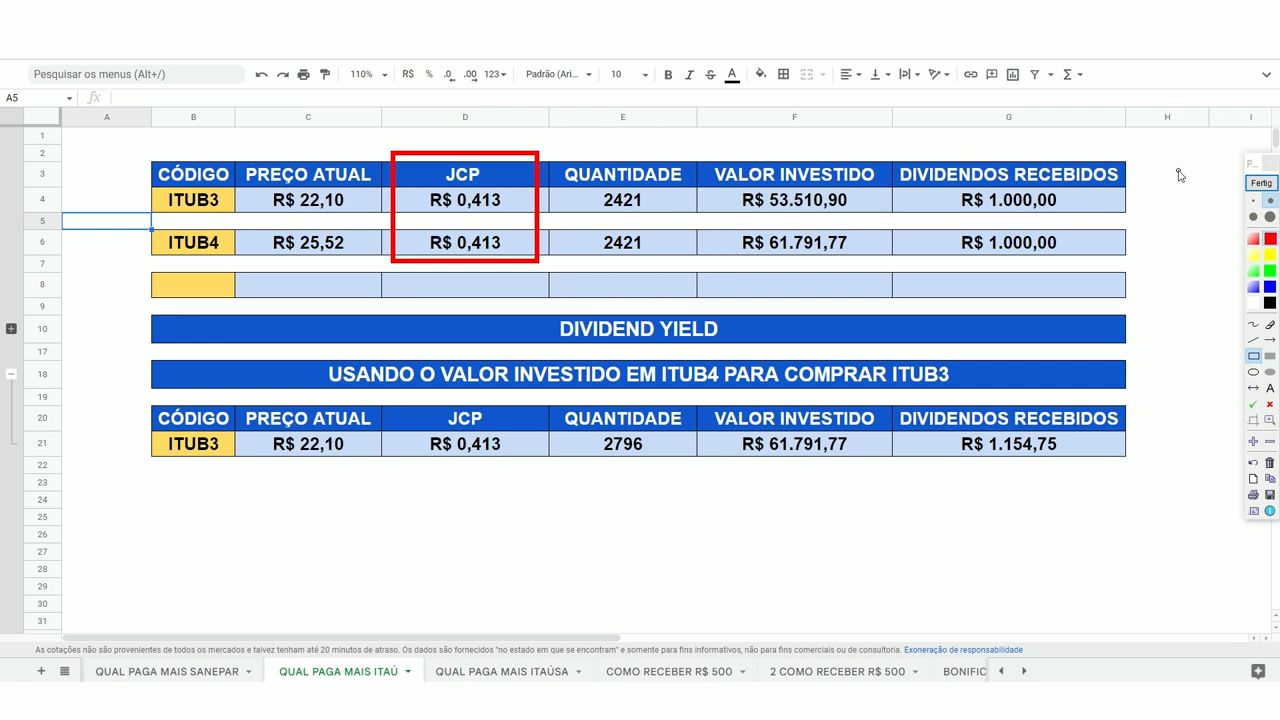 Pesquisar os menus (Alt+/)
110% R$ % .0 .00 123 Padrão (Ari... 10 B I S A
A5 fx
A B C D E F G H I
1
2
3 CÓDIGO PREÇO ATUAL JCP QUANTIDADE VALOR INVESTIDO DIVIDENDOS RECEBIDOS
4 ITUB3 R$ 22,10 R$ 0,413 2421 R$ 53.510,90 R$ 1.000,00
5
6 ITUB4 R$ 25,52 R$ 0,413 2421 R$ 61.791,77 R$ 1.000,00
7
8
9
10 DIVIDEND YIELD
17
18 USANDO O VALOR INVESTIDO EM ITUB4 PARA COMPRAR ITUB3
19
20 CÓDIGO PREÇO ATUAL JCP QUANTIDADE VALOR INVESTIDO DIVIDENDOS RECEBIDOS
21 ITUB3 R$ 22,10 R$ 0,413 2796 R$ 61.791,77 R$ 1.154,75
22
23
24
25
26
27
28
29
30
31
P...
Fertig
A
As cotações não são provenientes de todos os mercados e talvez tenham até 20 minutos de atraso. Os dados são fornecidos "no estado em que se encontram" e somente para fins informativos, não para fins comerciais ou de consultoria. Exoneração de responsabilidade
QUAL PAGA MAIS SANEPAR QUAL PAGA MAIS ITAÚ QUAL PAGA MAIS ITAÚSA COMO RECEBER R$ 500 2 COMO RECEBER R$ 500 BONIFIC